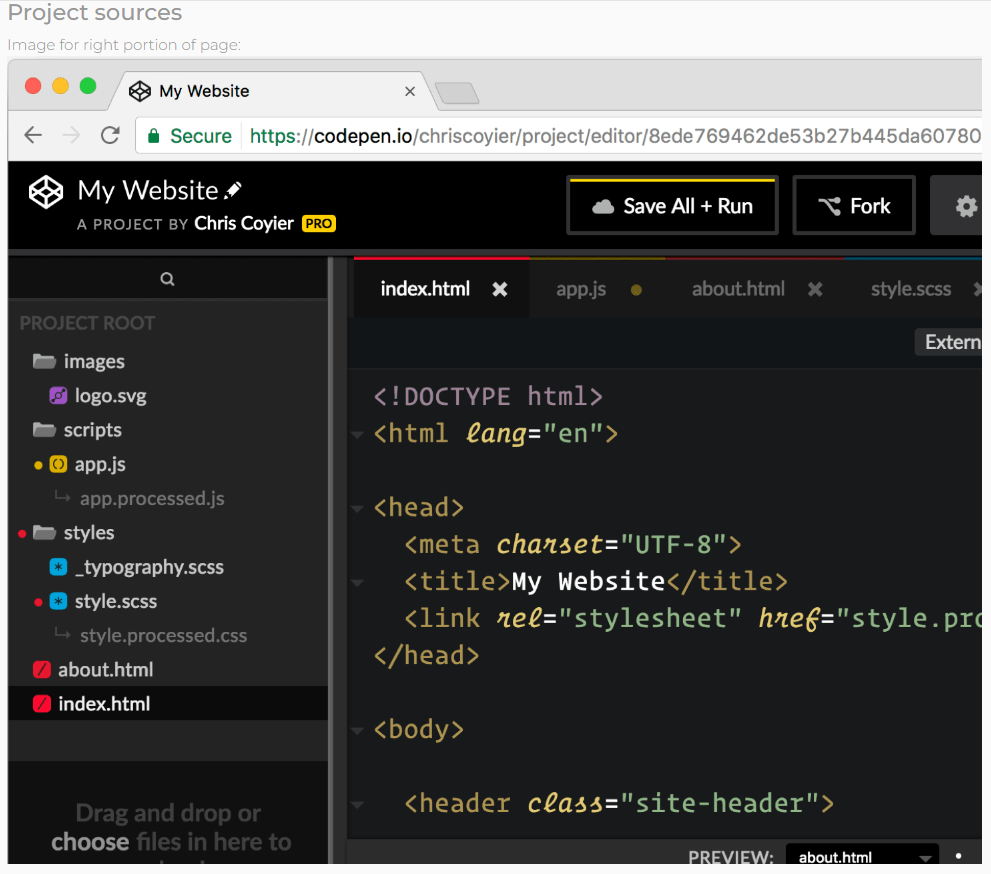 Project sources
Image for right portion of page:
My Website
Secure https://codepen.io/chriscoyier/project/editor/8ede769462de53b27b445da60780
My Website
A PROJECT BY Chris Coyier PRO
Save All + Run
Fork
index.html
app.js
about.html
style.scss
PROJECT ROOT
images
logo.svg
scripts
app.js
app.processed.js
styles
_typography.scss
style.scss
style.processed.css
about.html
index.html
Drag and drop or
choose files in here to
Extern
<!DOCTYPE html>
<html lang="en">
<head>
<meta charset="UTF-8">
<title>My Website</title>
<link rel="stylesheet" href="style.pro
</head>
<body>
<header class="site-header">
PREVIEW: about.html